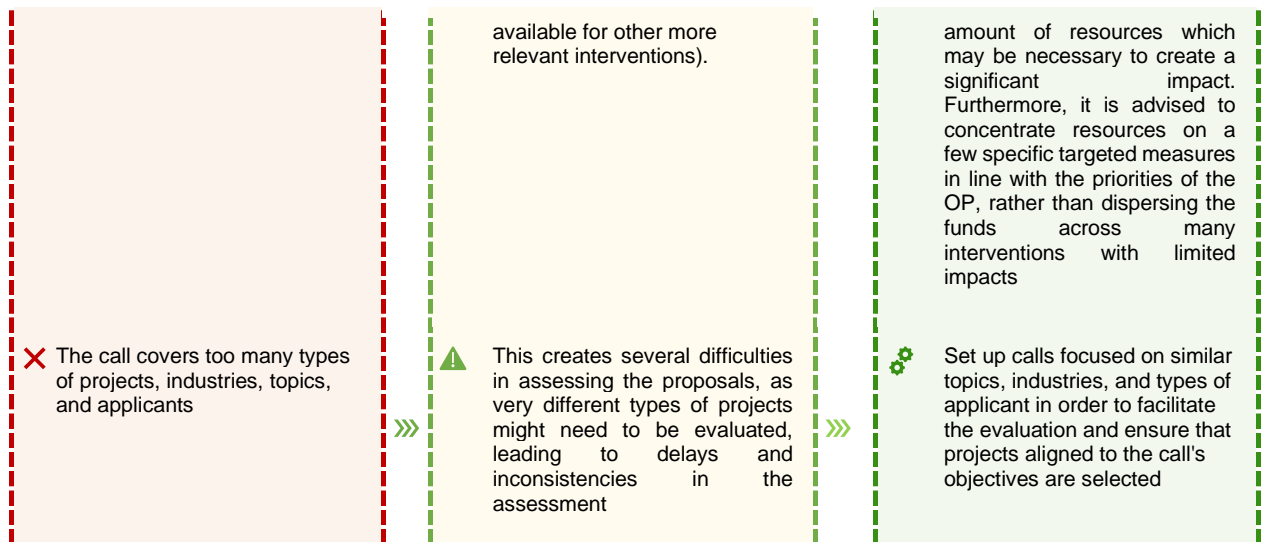 available for other more
relevant interventions).
amount of resources which
may be necessary to create a
significant impact.
Furthermore, it is advised to
concentrate resources on a
few specific targeted measures
in line with the priorities of the
OP, rather than dispersing the
funds across many
interventions with limited
impacts
The call covers too many types
of projects, industries, topics,
and applicants
This creates several difficulties
in assessing the proposals, as
very different types of projects
might need to be evaluated,
leading to delays and
inconsistencies in the
assessment
Set up calls focused on similar
topics, industries, and types of
applicant in order to facilitate
the evaluation and ensure that
projects aligned to the call's
objectives are selected